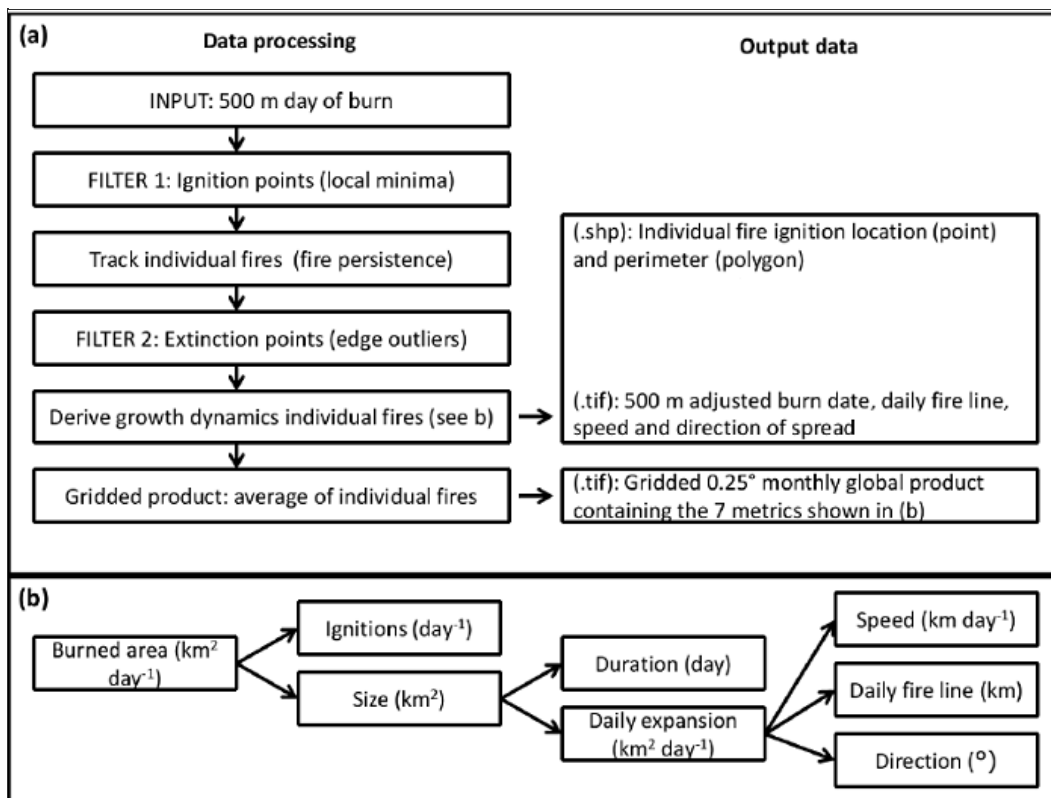 (a)
Data processing
Output data
INPUT: 500 m day of burn
FILTER 1: Ignition points (local minima)
Track individual fires (fire persistence)
FILTER 2: Extinction points (edge outliers)
Derive growth dynamics individual fires (see b)
Gridded product: average of individual fires
(.shp): Individual fire ignition location (point)
and perimeter (polygon)
(.tif): 500 m adjusted burn date, daily fire line,
speed and direction of spread
(.tif): Gridded 0.25° monthly global product
containing the 7 metrics shown in (b)
(b)
Burned area (km²
day⁻¹)
Ignitions (day⁻¹)
Size (km²)
Duration (day)
Daily expansion
(km² day⁻¹)
Speed (km day⁻¹)
Daily fire line (km)
Direction (°)